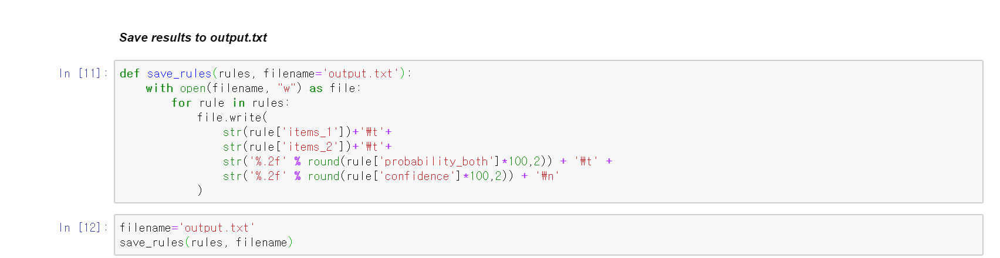 Save results to output.txt
In [11]: def save_rules(rules, filename='output.txt'):
    with open(filename, "w") as file:
        for rule in rules:
            file.write(
                str(rule['items_1'])+'₩t'+
                str(rule['items_2'])+'₩t'+
                str('%.2f' % round(rule['probability_both']*100,2)) + '₩t' +
                str('%.2f' % round(rule['confidence']*100,2)) + '₩n'
            )
In [12]: filename='output.txt'
save_rules(rules, filename)